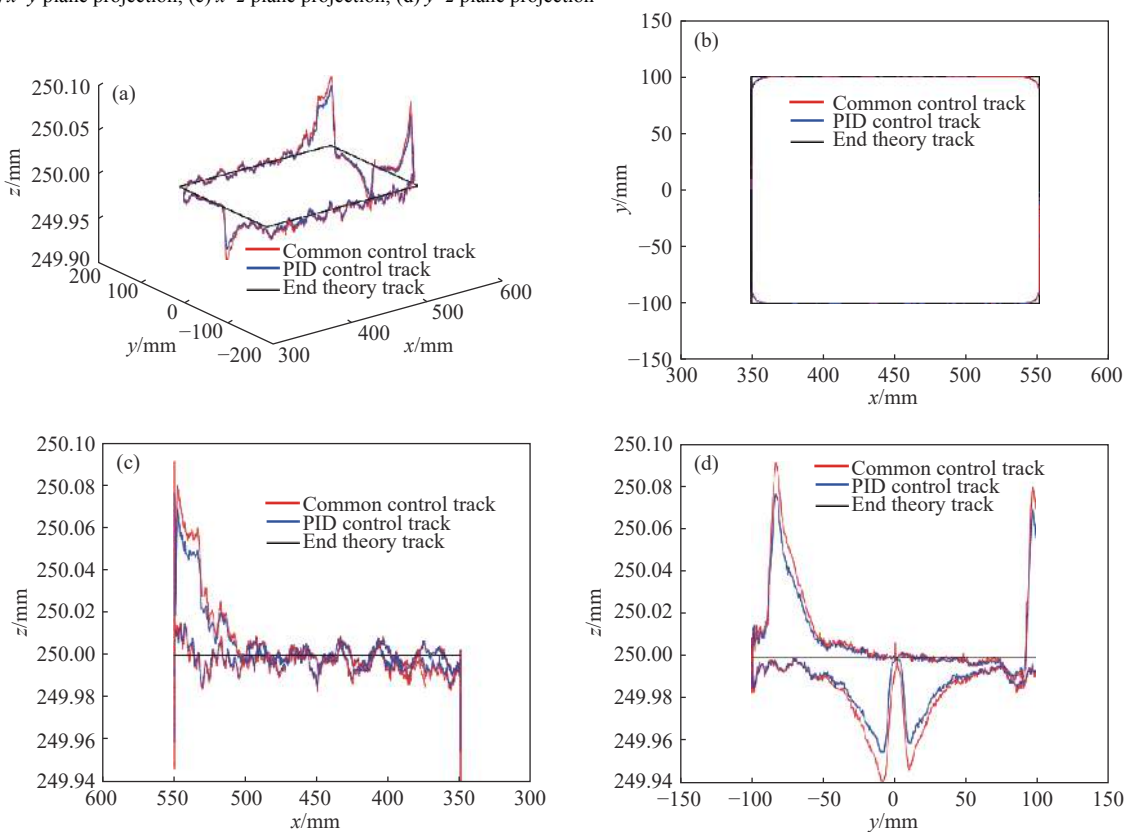 x–y plane projection; (c) x–z plane projection; (d) y–z plane projection
(a)
250.10
250.05
250.00
249.95
249.90
z/mm
Common control track
PID control track
End theory track
200
100
0
−100
−200
y/mm
300
400
500
600
x/mm
(b)
150
100
50
0
−50
−100
−150
y/mm
Common control track
PID control track
End theory track
300
350
400
450
500
550
600
x/mm
(c)
250.10
250.08
250.06
250.04
250.02
250.00
249.98
249.96
249.94
z/mm
Common control track
PID control track
End theory track
600
550
500
450
400
350
300
x/mm
(d)
250.10
250.08
250.06
250.04
250.02
250.00
249.98
249.96
249.94
z/mm
Common control track
PID control track
End theory track
−150
−100
−50
0
50
100
150
y/mm